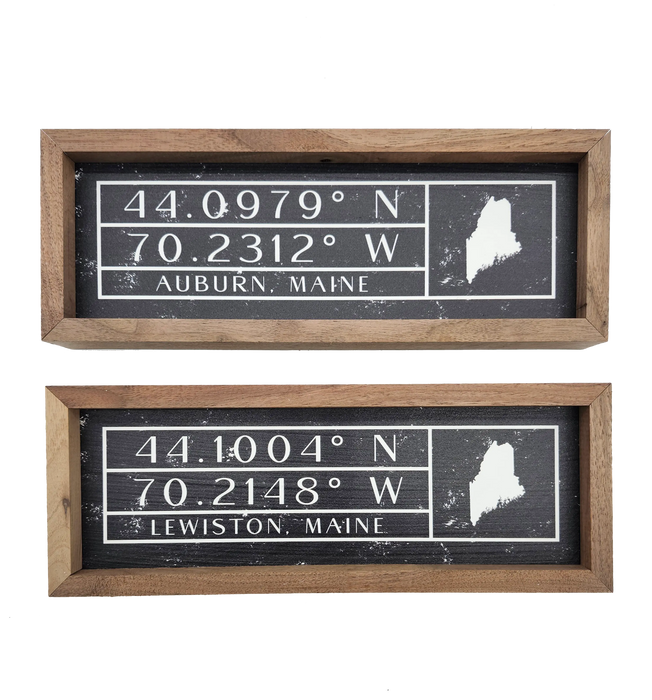 44.0979° N
70.2312° W
AUBURN, MAINE
44.1004° N
70.2148° W
LEWISTON, MAINE